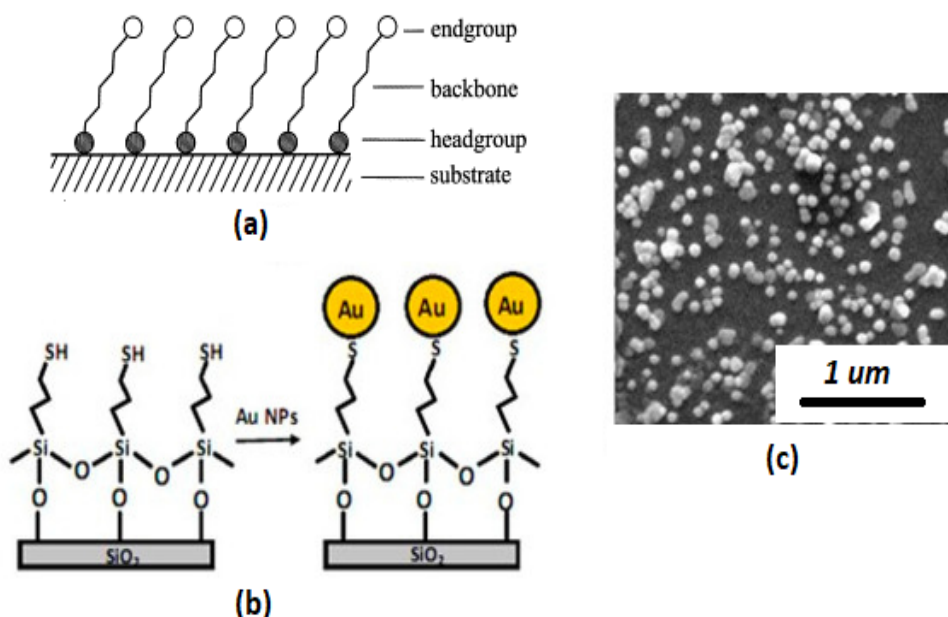 endgroup
backbone
headgroup
substrate
(a)
SH SH SH
Si Si Si
O O
O O O
SiO₂
Au NPs
Au Au Au
S S S
Si Si Si
O O
O O O
SiO₂
(b)
1 um
(c)